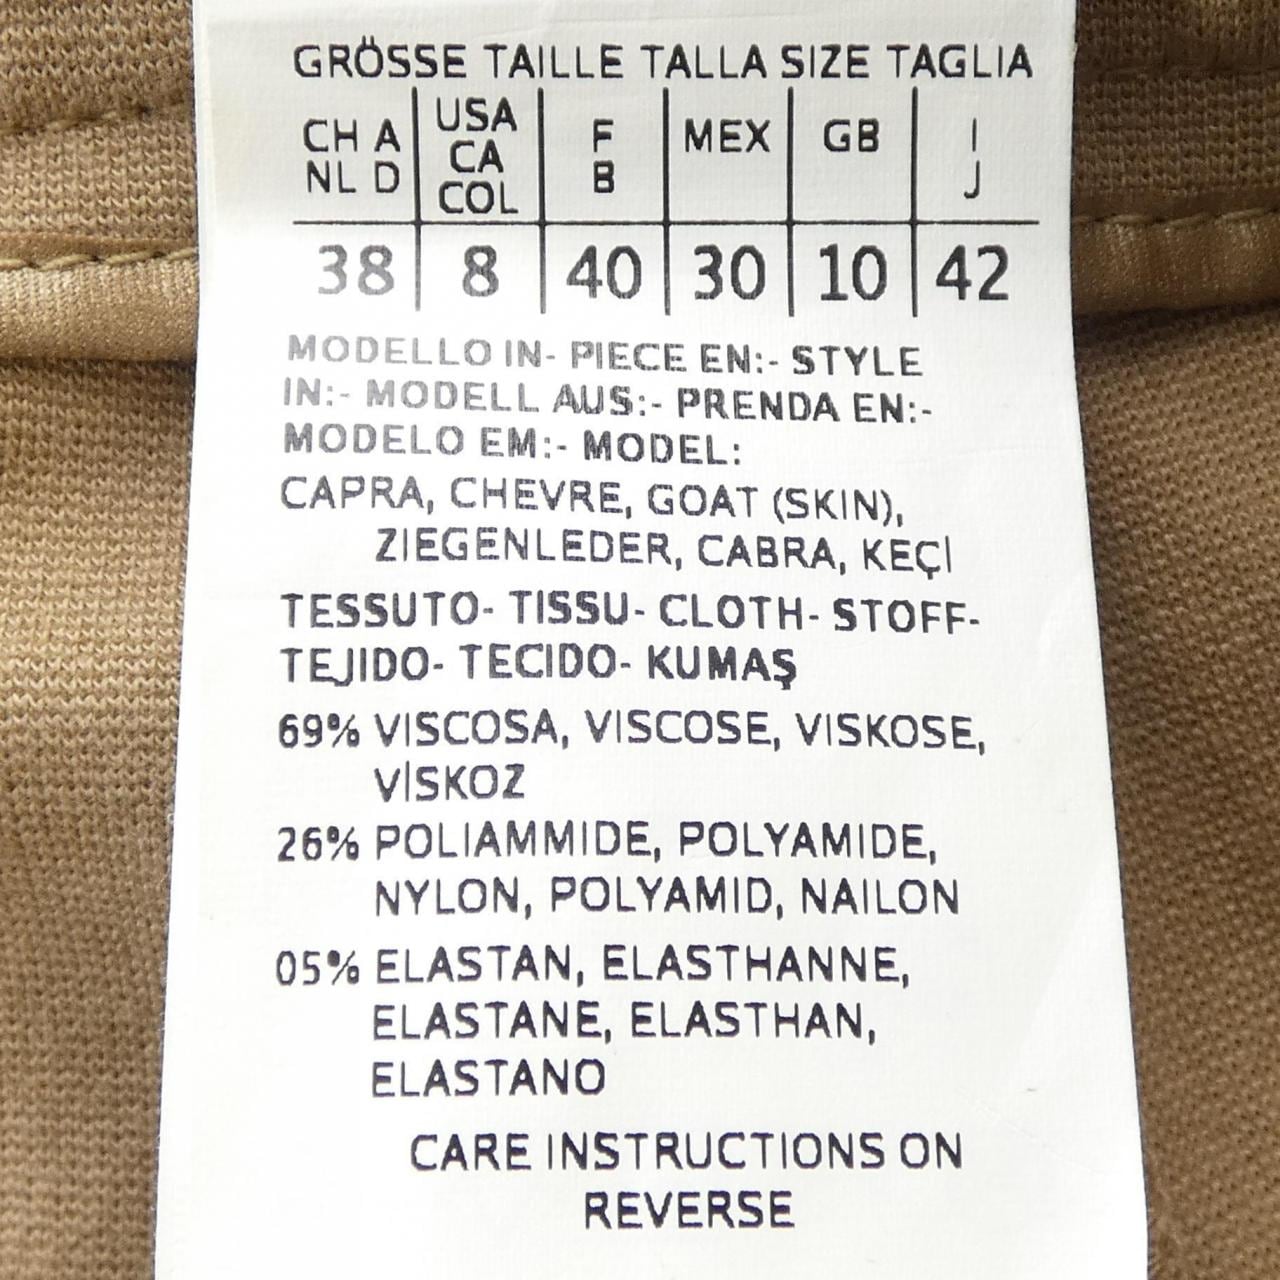 GRÖSSE TAILLE TALLA SIZE TAGLIA
CH A USA F MEX GB I
NL D CA B J
COL
38 8 40 30 10 42
MODELLO IN- PIECE EN:- STYLE
IN:- MODELL AUS:- PRENDA EN:-
MODELO EM:- MODEL:
CAPRA, CHEVRE, GOAT (SKIN),
ZIEGENLEDER, CABRA, KEÇİ
TESSUTO- TISSU- CLOTH- STOFF-
TEJIDO- TECIDO- KUMAŞ
69% VISCOSA, VISCOSE, VISKOSE,
VİSKOZ
26% POLIAMMIDE, POLYAMIDE,
NYLON, POLYAMID, NAILON
05% ELASTAN, ELASTHANNE,
ELASTANE, ELASTHAN,
ELASTANO
CARE INSTRUCTIONS ON
REVERSE